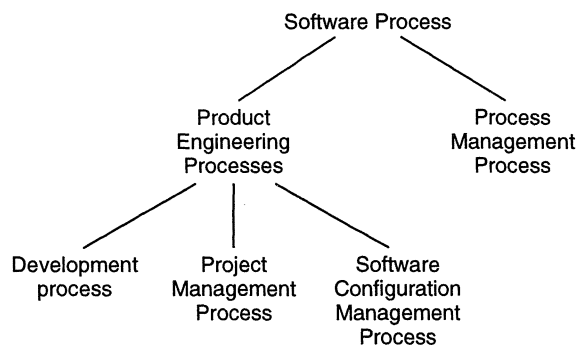 Software Process
Product
Engineering
Processes
Process
Management
Process
Development
process
Project
Management
Process
Software
Configuration
Management
Process